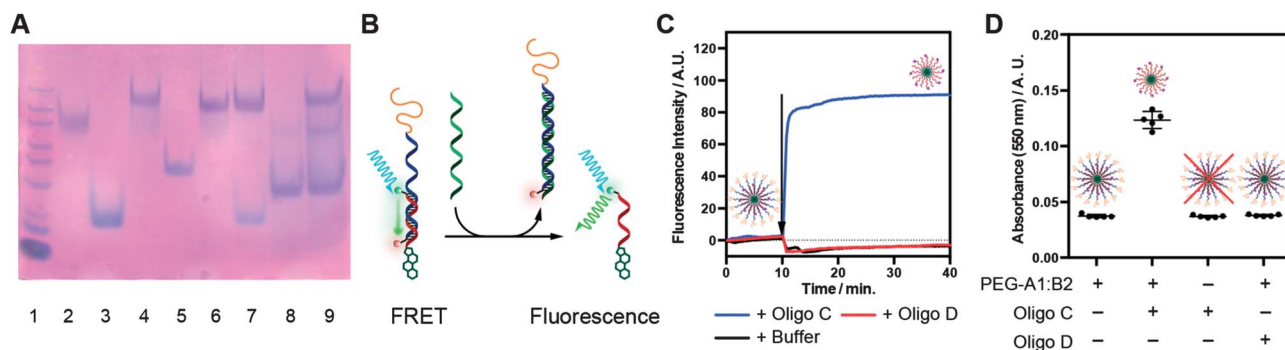 A
1 2 3 4 5 6 7 8 9
B
FRET
Fluorescence
C
Fluorescence Intensity / A.U.
120
100
80
60
40
20
0
0 10 20 30 40
Time / min.
+ Oligo C
+ Oligo D
+ Buffer
D
Absorbance (550 nm) / A. U.
0.20
0.15
0.10
0.05
0.00
PEG-A1:B2 + + – +
Oligo C – + + –
Oligo D – – – +